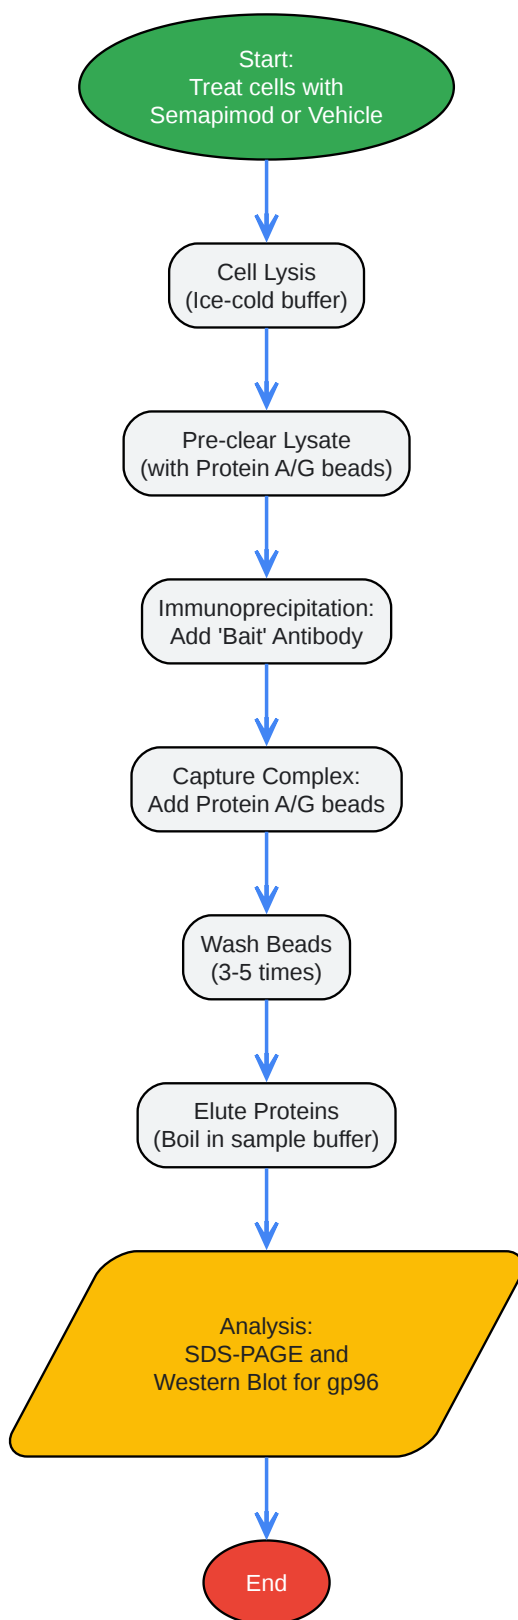 Start:
Treat cells with
Semapimod or Vehicle
Cell Lysis
(Ice-cold buffer)
Pre-clear Lysate
(with Protein A/G beads)
Immunoprecipitation:
Add 'Bait' Antibody
Capture Complex:
Add Protein A/G beads
Wash Beads
(3-5 times)
Elute Proteins
(Boil in sample buffer)
Analysis:
SDS-PAGE and
Western Blot for gp96
End